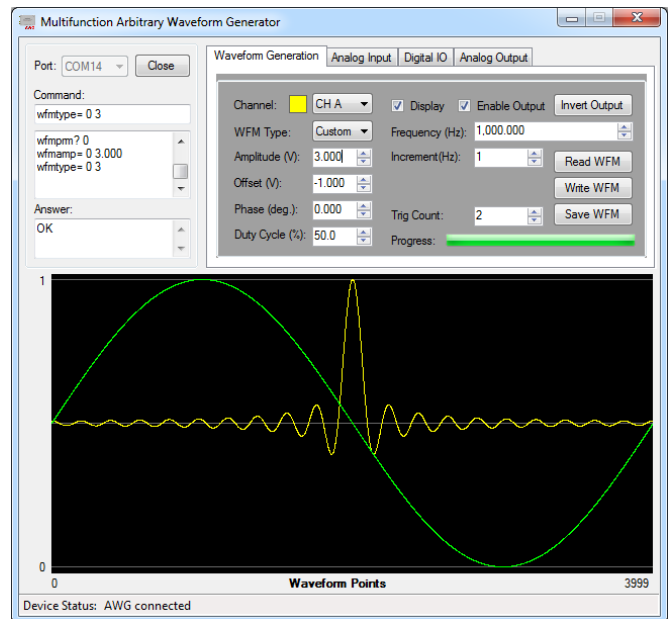 Multifunction Arbitrary Waveform Generator
Port: COM14 Close
Command:
wfmtype= 0 3
wfmprm? 0
wfmamp= 0 3.000
wfmtype= 0 3
Answer:
OK
Waveform Generation Analog Input Digital IO Analog Output
Channel: CH A Display Enable Output Invert Output
WFM Type: Custom Frequency (Hz): 1,000.000
Amplitude (V): 3.000 Increment(Hz): 1 Read WFM
Offset (V): -1.000 Write WFM
Phase (deg.): 0.000 Trig Count: 2 Save WFM
Duty Cycle (%): 50.0 Progress:
1
0
0 Waveform Points 3999
Device Status: AWG connected